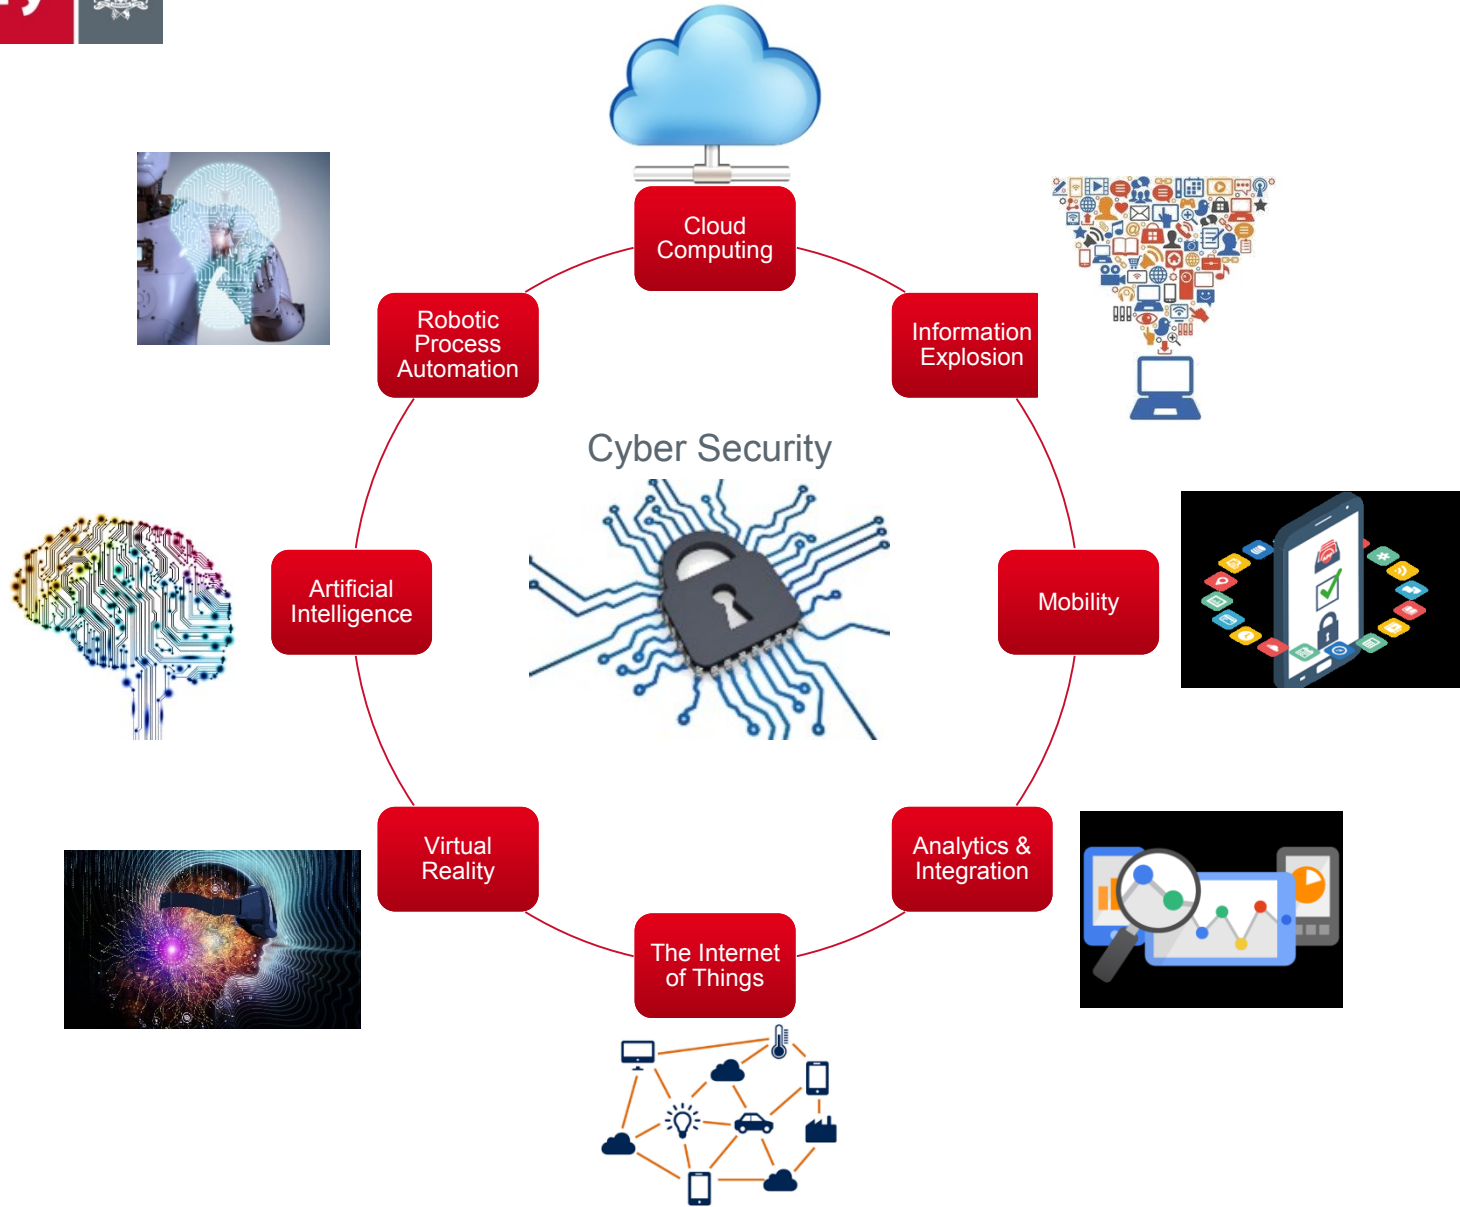 Cloud
Computing
Information
Explosion
Mobility
Analytics &
Integration
The Internet
of Things
Virtual
Reality
Artificial
Intelligence
Robotic
Process
Automation
Cyber Security